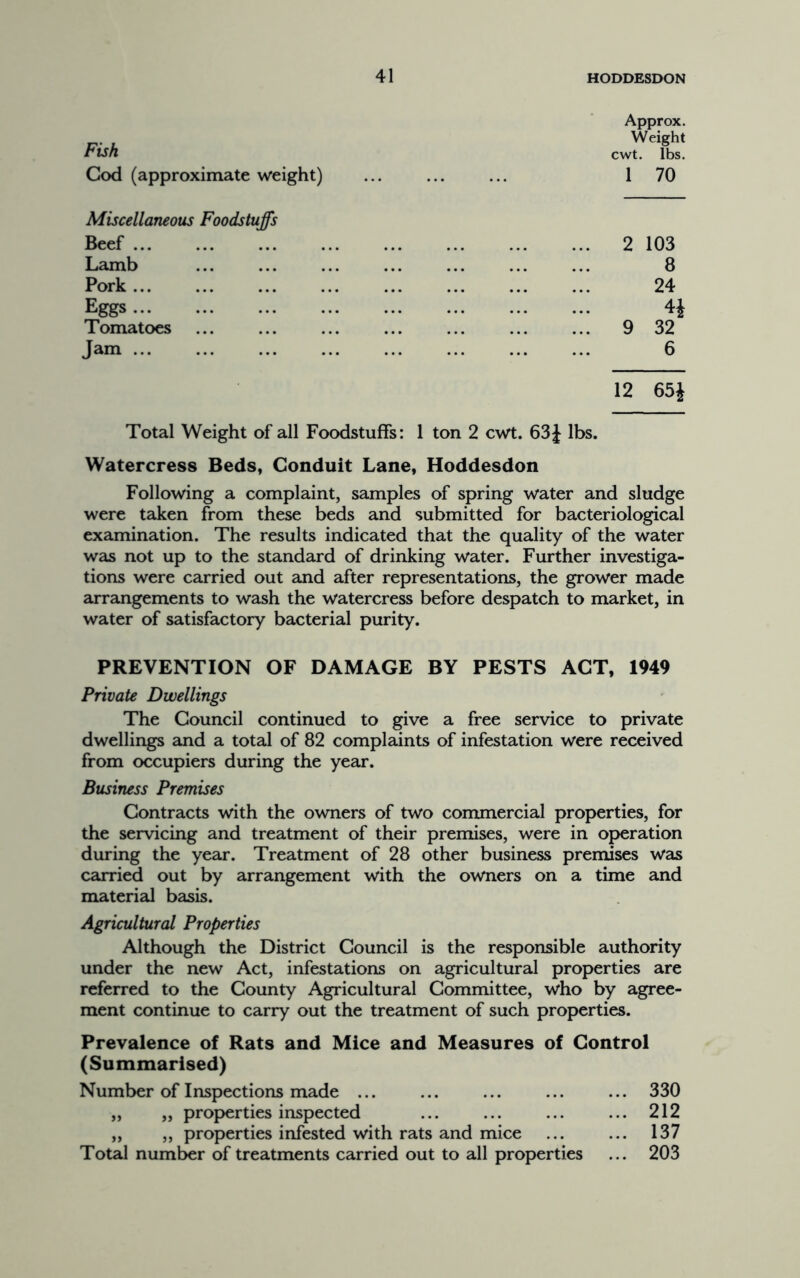 41 HODDESDON
Approx.
Weight
Fish cwt. lbs.
Cod (approximate weight) ... ... ... 1 70
Miscellaneous Foodstuffs
Beef ... ... ... ... ... ... ... ... 2 103
Lamb ... ... ... ... ... ... ... 8
Pork ... ... ... ... ... ... ... ... 24
Eggs ... ... ... ... ... ... ... ... 4½
Tomatoes ... ... ... ... ... ... ... 9 32
Jam ... ... ... ... ... ... ... ... 6
12 65½
Total Weight of all Foodstuffs: 1 ton 2 cwt. 63¼ lbs.
Watercress Beds, Conduit Lane, Hoddesdon
Following a complaint, samples of spring water and sludge
were taken from these beds and submitted for bacteriological
examination. The results indicated that the quality of the water
was not up to the standard of drinking water. Further investiga-
tions were carried out and after representations, the grower made
arrangements to wash the watercress before despatch to market, in
water of satisfactory bacterial purity.
PREVENTION OF DAMAGE BY PESTS ACT, 1949
Private Dwellings
The Council continued to give a free service to private
dwellings and a total of 82 complaints of infestation were received
from occupiers during the year.
Business Premises
Contracts with the owners of two commercial properties, for
the servicing and treatment of their premises, were in operation
during the year. Treatment of 28 other business premises was
carried out by arrangement with the owners on a time and
material basis.
Agricultural Properties
Although the District Council is the responsible authority
under the new Act, infestations on agricultural properties are
referred to the County Agricultural Committee, who by agree-
ment continue to carry out the treatment of such properties.
Prevalence of Rats and Mice and Measures of Control
(Summarised)
Number of Inspections made ... ... ... ... ... 330
„ „ properties inspected ... ... ... ... 212
„ „ properties infested with rats and mice ... ... 137
Total number of treatments carried out to all properties ... 203